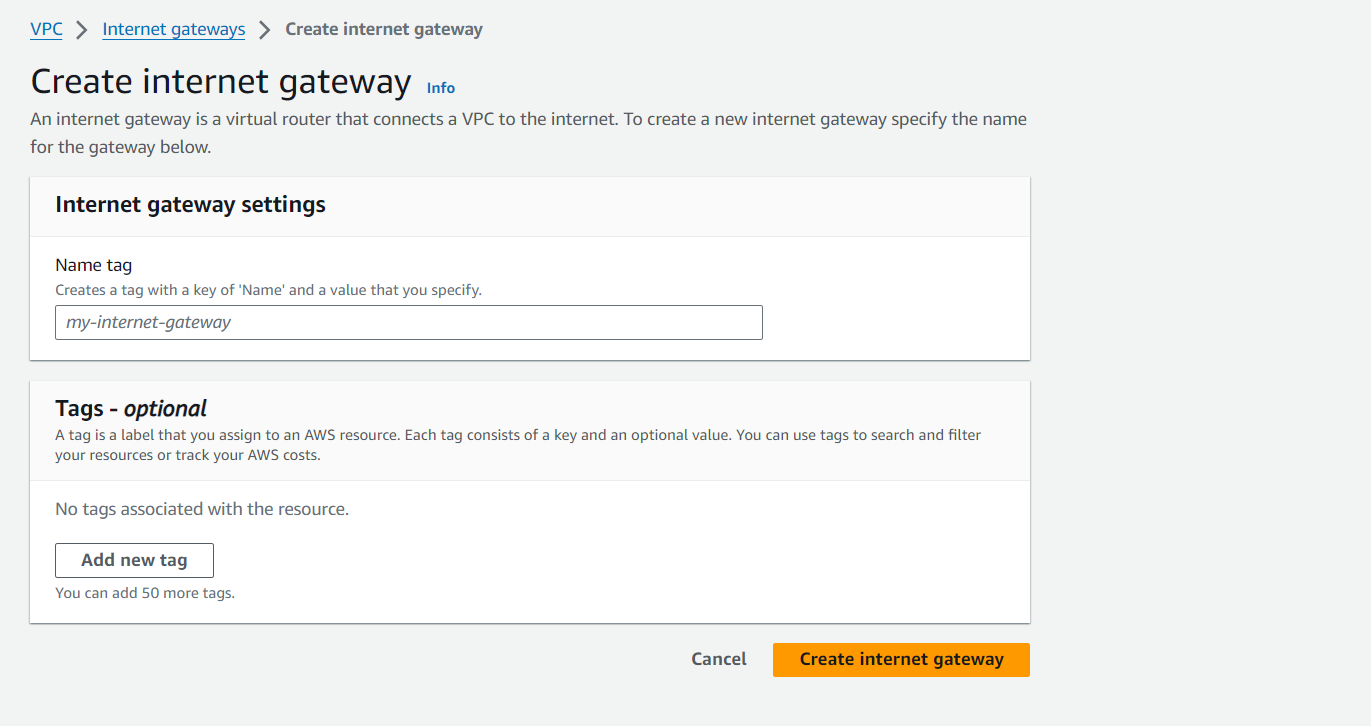 VPC > Internet gateways > Create internet gateway
Create internet gateway Info
An internet gateway is a virtual router that connects a VPC to the internet. To create a new internet gateway specify the name
for the gateway below.
Internet gateway settings
Name tag
Creates a tag with a key of 'Name' and a value that you specify.
my-internet-gateway
Tags - optional
A tag is a label that you assign to an AWS resource. Each tag consists of a key and an optional value. You can use tags to search and filter
your resources or track your AWS costs.
No tags associated with the resource.
Add new tag
You can add 50 more tags.
Cancel Create internet gateway